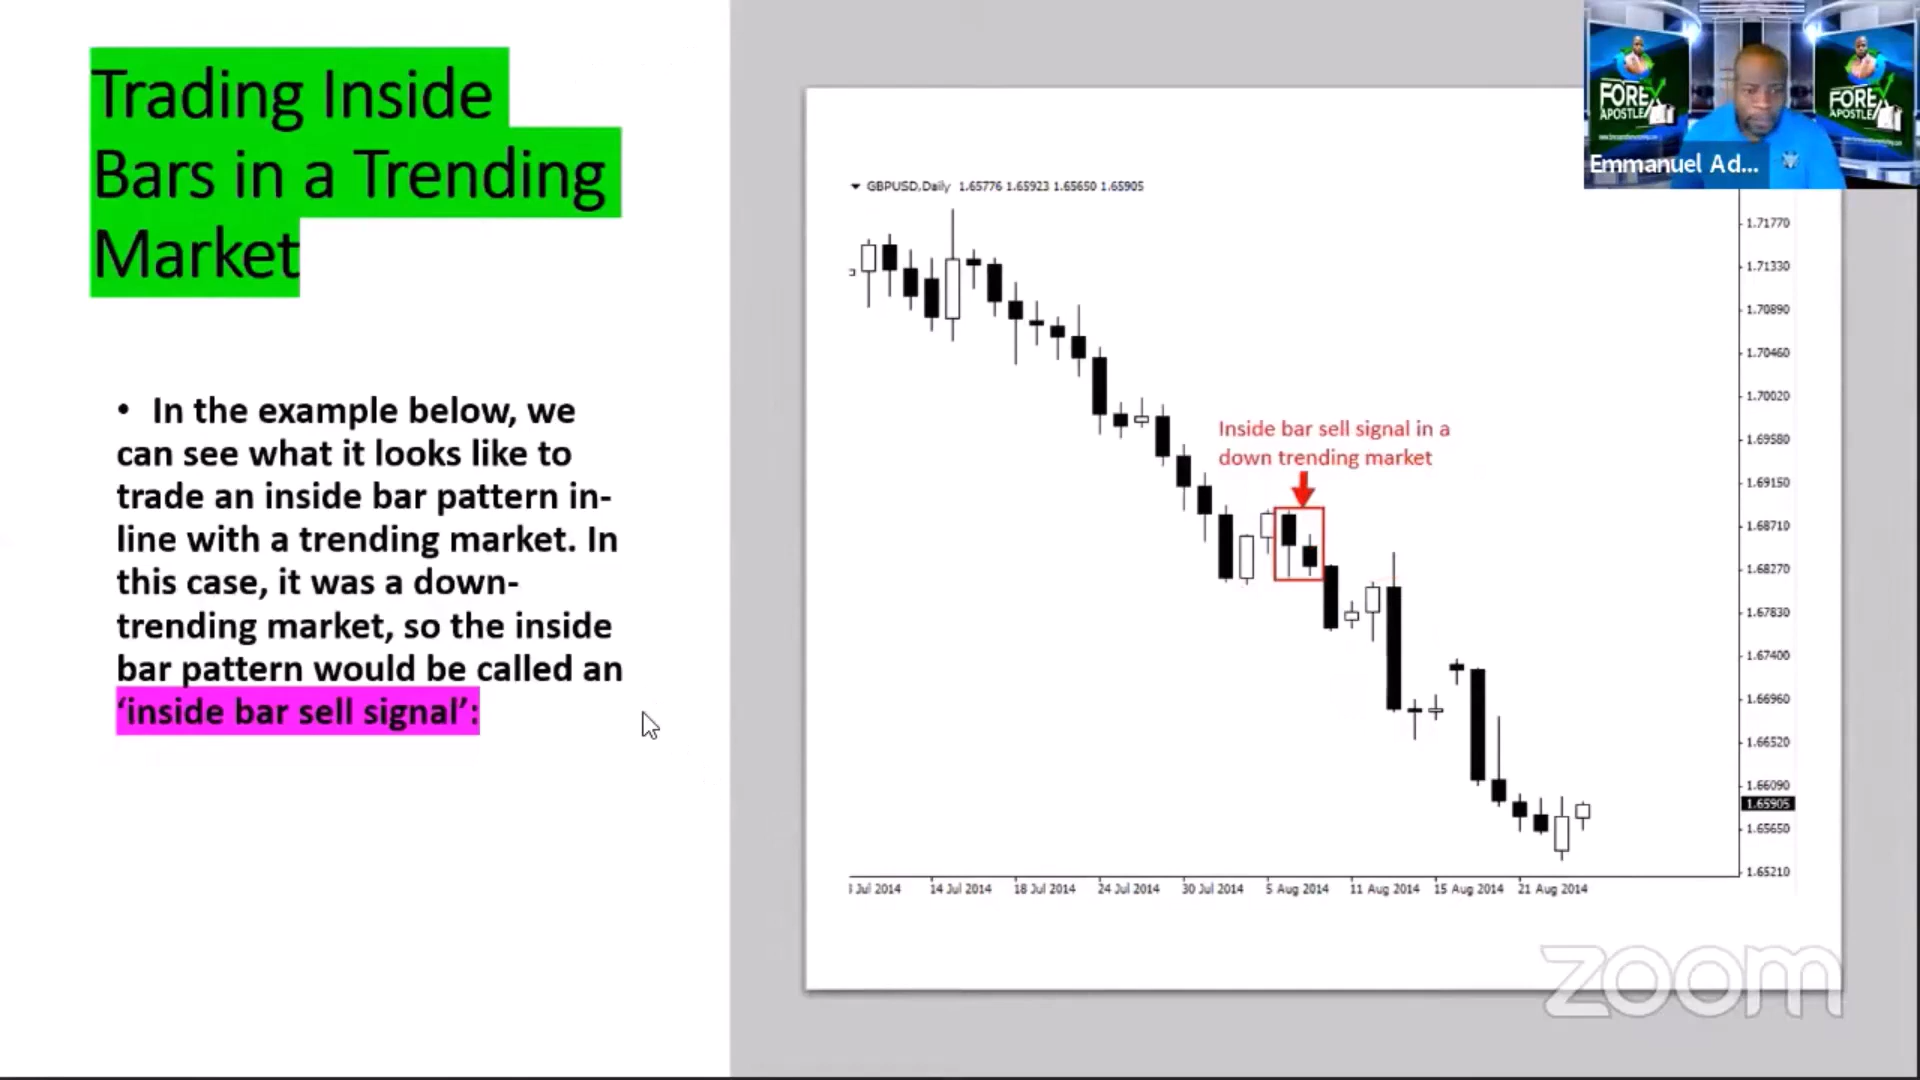 Trading Inside
Bars in a Trending
Market
• In the example below, we
can see what it looks like to
trade an inside bar pattern in-
line with a trending market. In
this case, it was a down-
trending market, so the inside
bar pattern would be called an
‘inside bar sell signal’:
GBPUSD,Daily 1.65776 1.65923 1.65650 1.65905
Inside bar sell signal in a
down trending market
1.71770
1.71330
1.70890
1.70460
1.70020
1.69580
1.69150
1.68710
1.68270
1.67830
1.67400
1.66960
1.66520
1.66090
1.65905
1.65650
1.65210
Jul 2014 14 Jul 2014 18 Jul 2014 24 Jul 2014 30 Jul 2014 5 Aug 2014 11 Aug 2014 15 Aug 2014 21 Aug 2014
FOREX
APOSTLE
FOREX
APOSTLE
Emmanuel Ad...
zoom